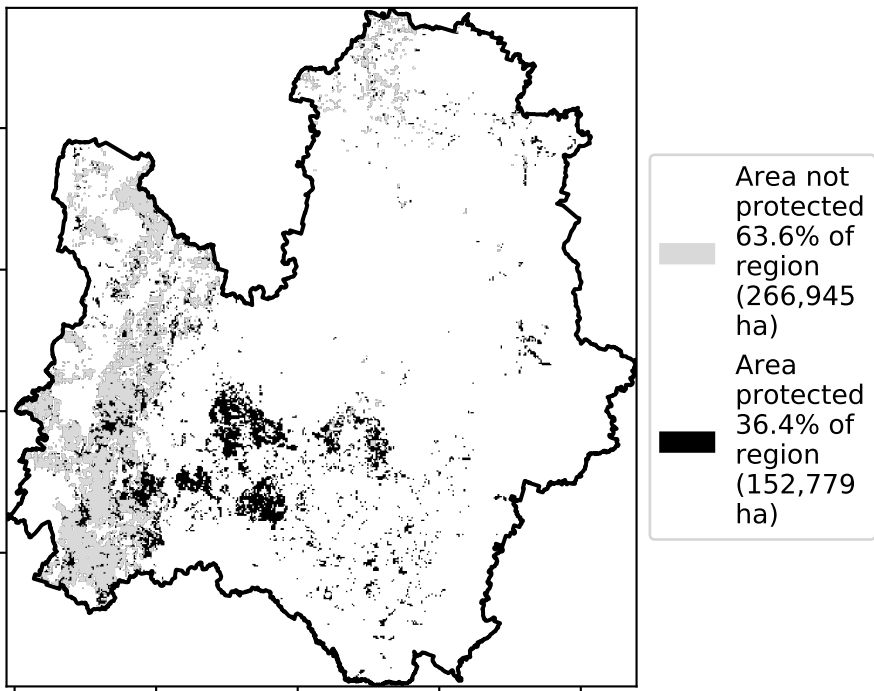 Area not
protected
63.6% of
region
(266,945
ha)
Area
protected
36.4% of
region
(152,779
ha)